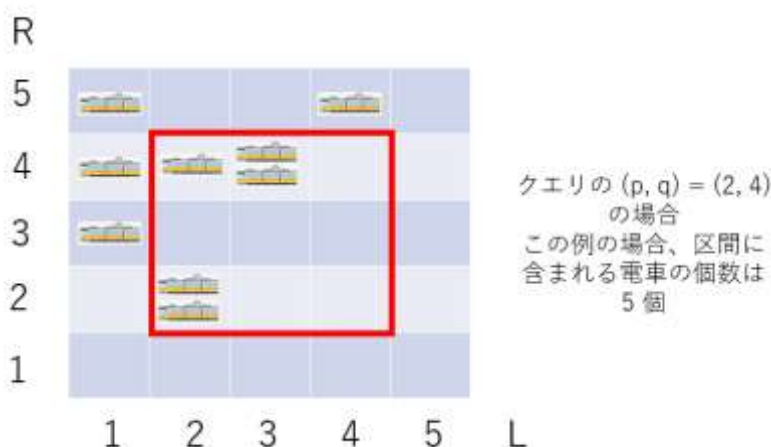 R
5
4
3
2
1
1 2 3 4 5 L
クエリの (p, q) = (2, 4)
の場合
この例の場合、区間に
含まれる電車の個数は
5 個